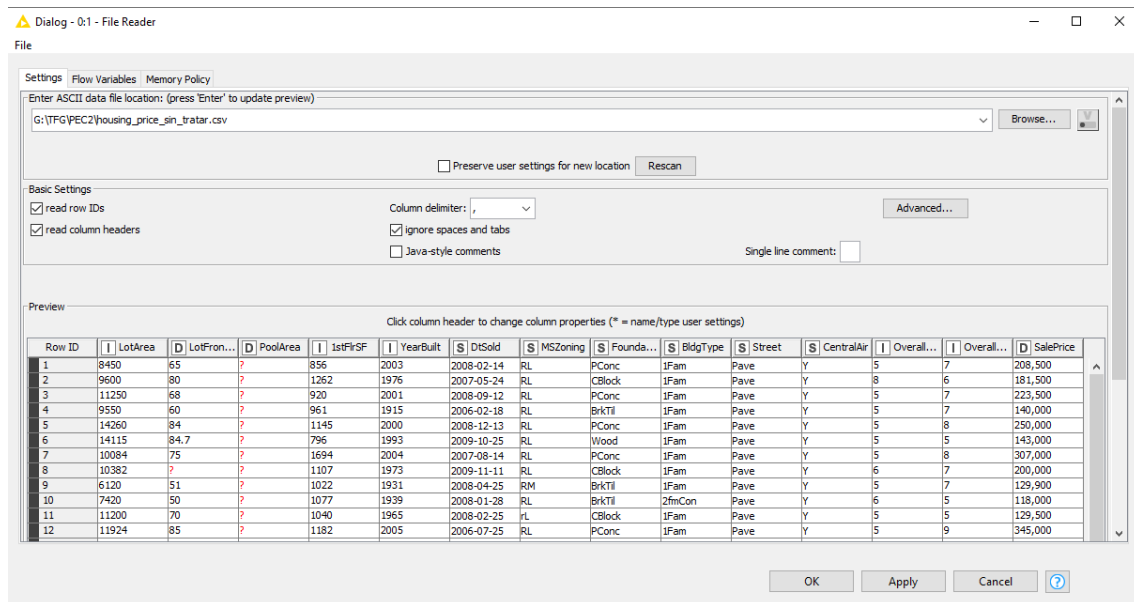 Dialog - 0:1 - File Reader
File
Settings Flow Variables Memory Policy
Enter ASCII data file location: (press 'Enter' to update preview)
G:\TFG\PEC2\housing_price_sin_tratar.csv Browse...
Preserve user settings for new location Rescan
Basic Settings
read row IDs Column delimiter: , Advanced...
read column headers ignore spaces and tabs
Java-style comments Single line comment:
Preview
Click column header to change column properties (* = name/type user settings)
Row ID I LotArea D LotFron... D PoolArea I 1stFlrSF I YearBuilt S DtSold S MSZoning S Founda... S BldgType S Street S CentralAir I Overall... I Overall... D SalePrice
1 8450 65 ? 856 2003 2008-02-14 RL PConc 1Fam Pave Y 5 7 208,500
2 9600 80 ? 1262 1976 2007-05-24 RL CBlock 1Fam Pave Y 8 6 181,500
3 11250 68 ? 920 2001 2008-09-12 RL PConc 1Fam Pave Y 5 7 223,500
4 9550 60 ? 961 1915 2006-02-18 RL BrkTil 1Fam Pave Y 5 7 140,000
5 14260 84 ? 1145 2000 2008-12-13 RL PConc 1Fam Pave Y 5 8 250,000
6 14115 84.7 ? 796 1993 2009-10-25 RL Wood 1Fam Pave Y 5 5 143,000
7 10084 75 ? 1694 2004 2007-08-14 RL PConc 1Fam Pave Y 5 8 307,000
8 10382 ? ? 1107 1973 2009-11-11 RL CBlock 1Fam Pave Y 6 7 200,000
9 6120 51 ? 1022 1931 2008-04-25 RM BrkTil 1Fam Pave Y 5 7 129,900
10 7420 50 ? 1077 1939 2008-01-28 RL BrkTil 2fmCon Pave Y 6 5 118,000
11 11200 70 ? 1040 1965 2008-02-25 rL CBlock 1Fam Pave Y 5 5 129,500
12 11924 85 ? 1182 2005 2006-07-25 RL PConc 1Fam Pave Y 5 9 345,000
OK Apply Cancel ?